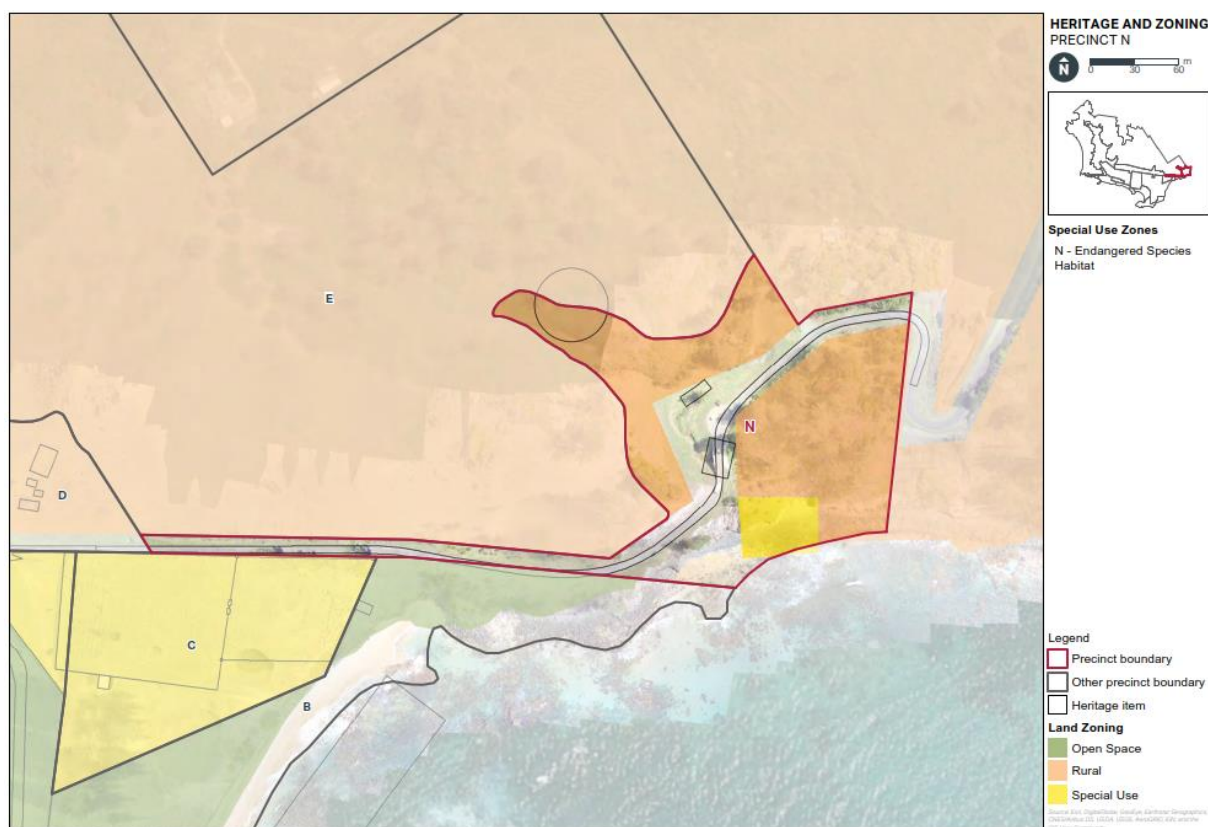 HERITAGE AND ZONING
PRECINCT N
N
m
0 30 60
Special Use Zones
N - Endangered Species
Habitat
E
N
D
C
B
Legend
Precinct boundary
Other precinct boundary
Heritage item
Land Zoning
Open Space
Rural
Special Use